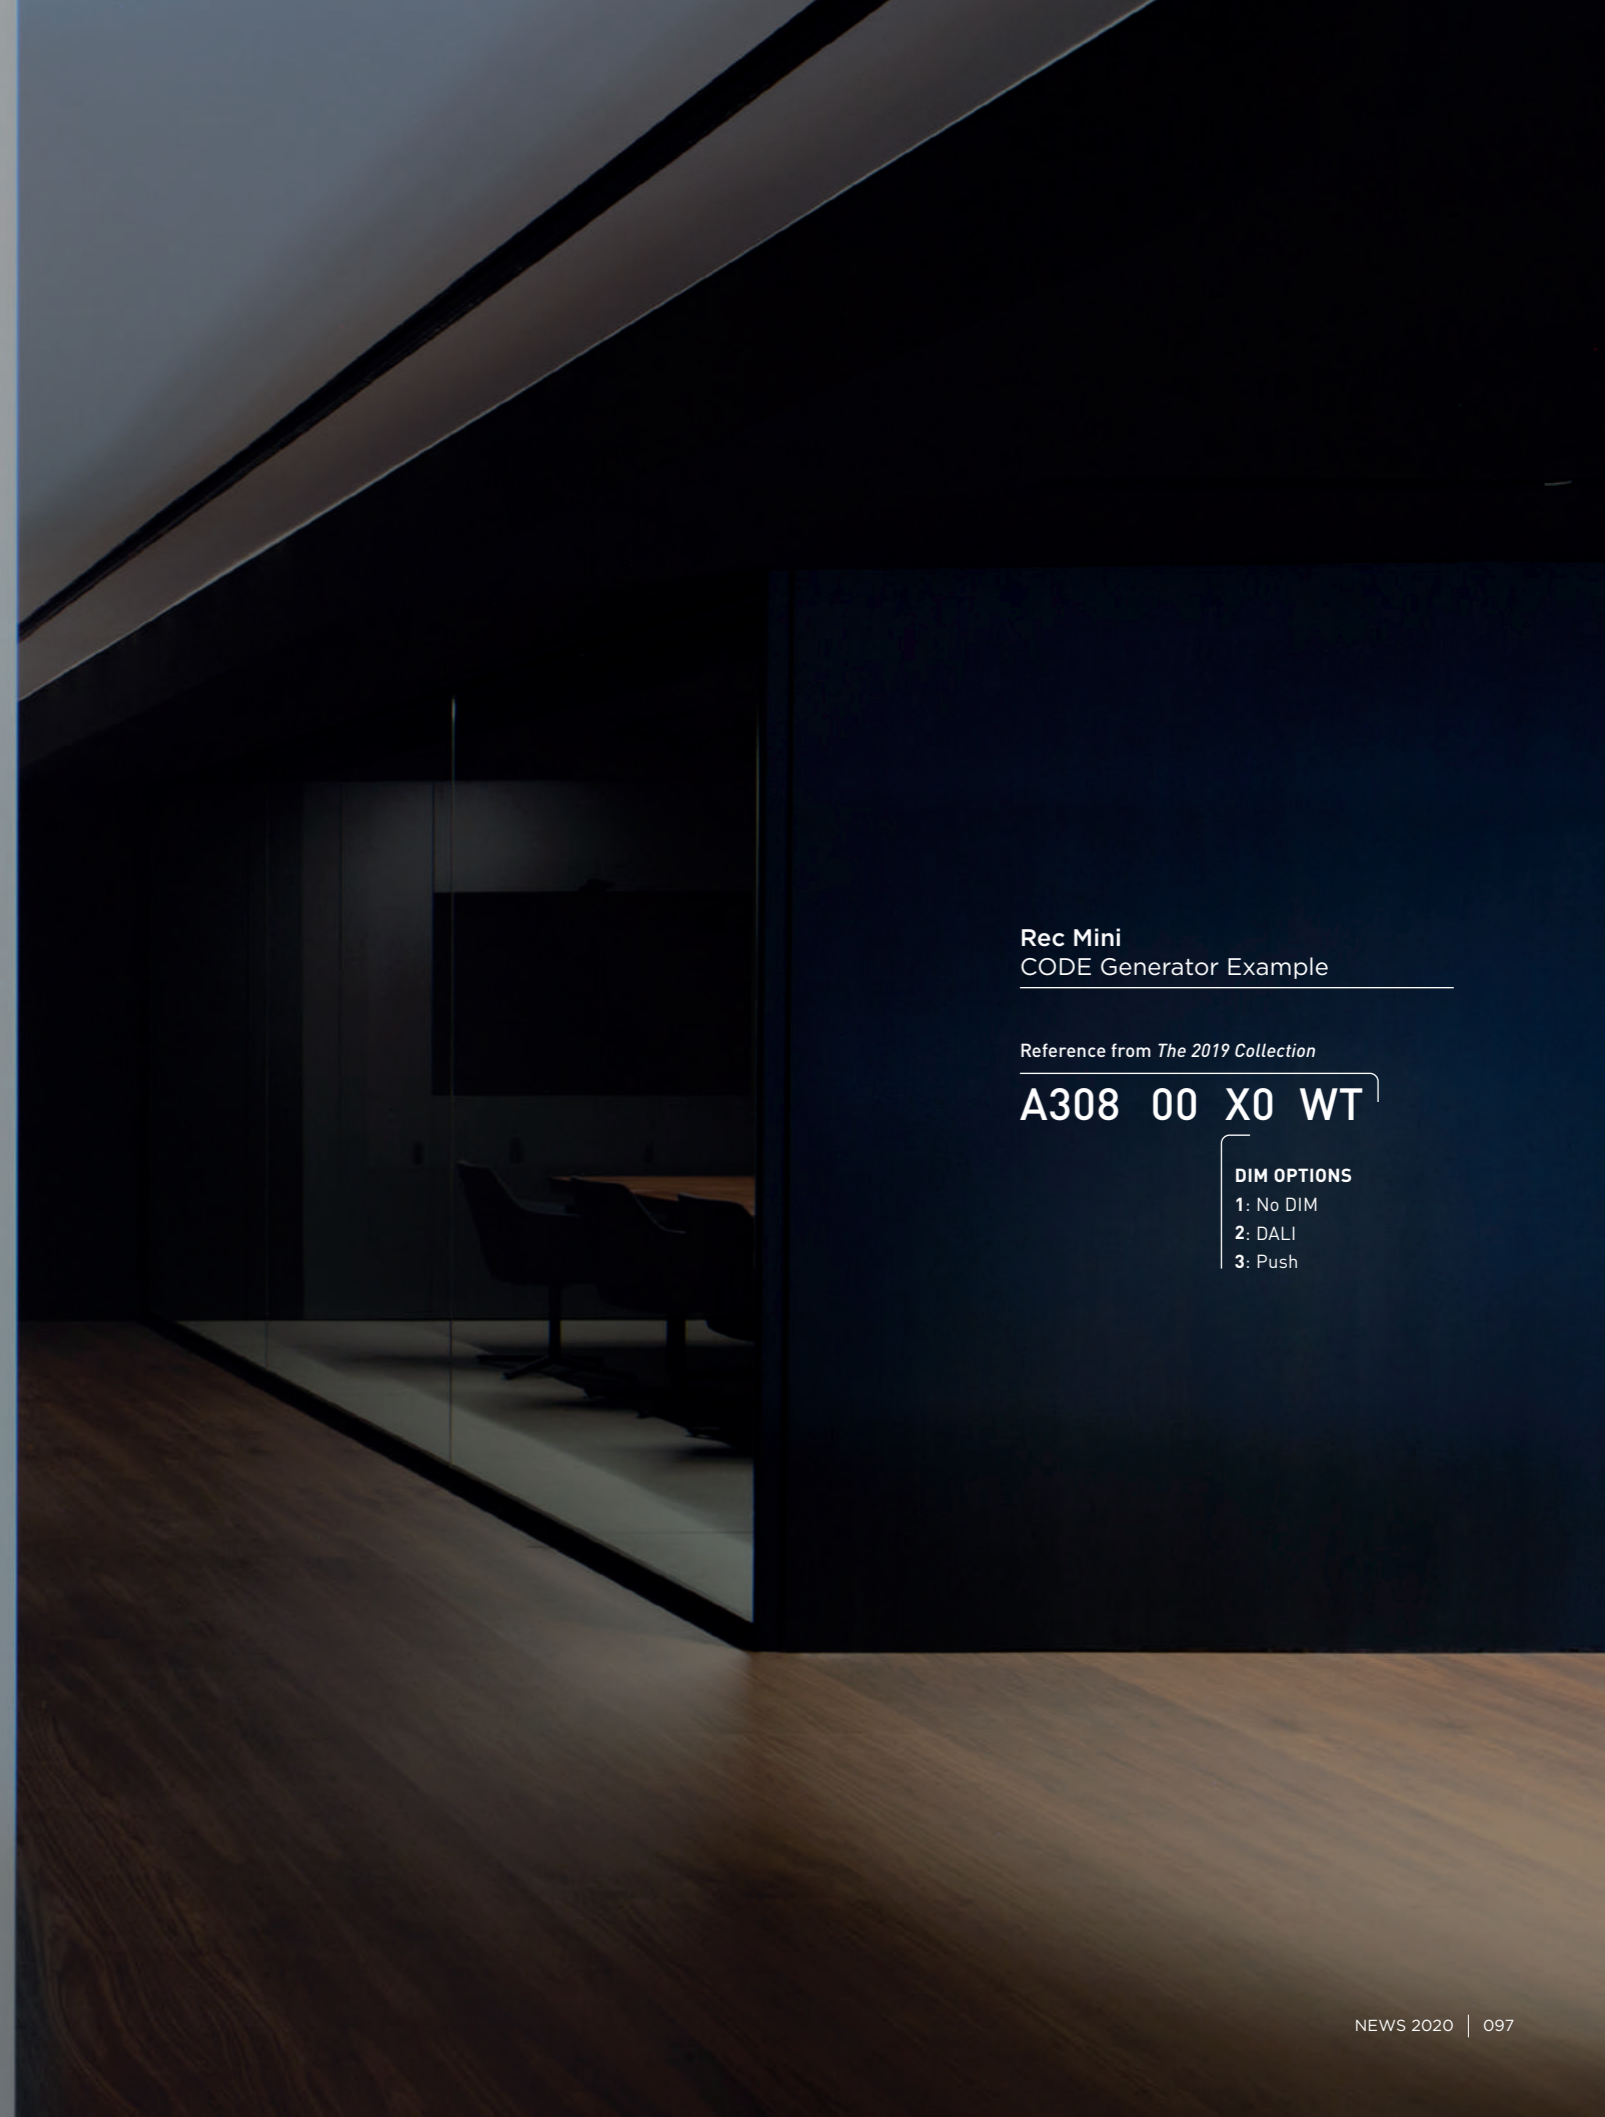 Rec Mini
CODE Generator Example
Reference from The 2019 Collection
A308 00 X0 WT
DIM OPTIONS
1: No DIM
2: DALI
3: Push
NEWS 2020 | 097